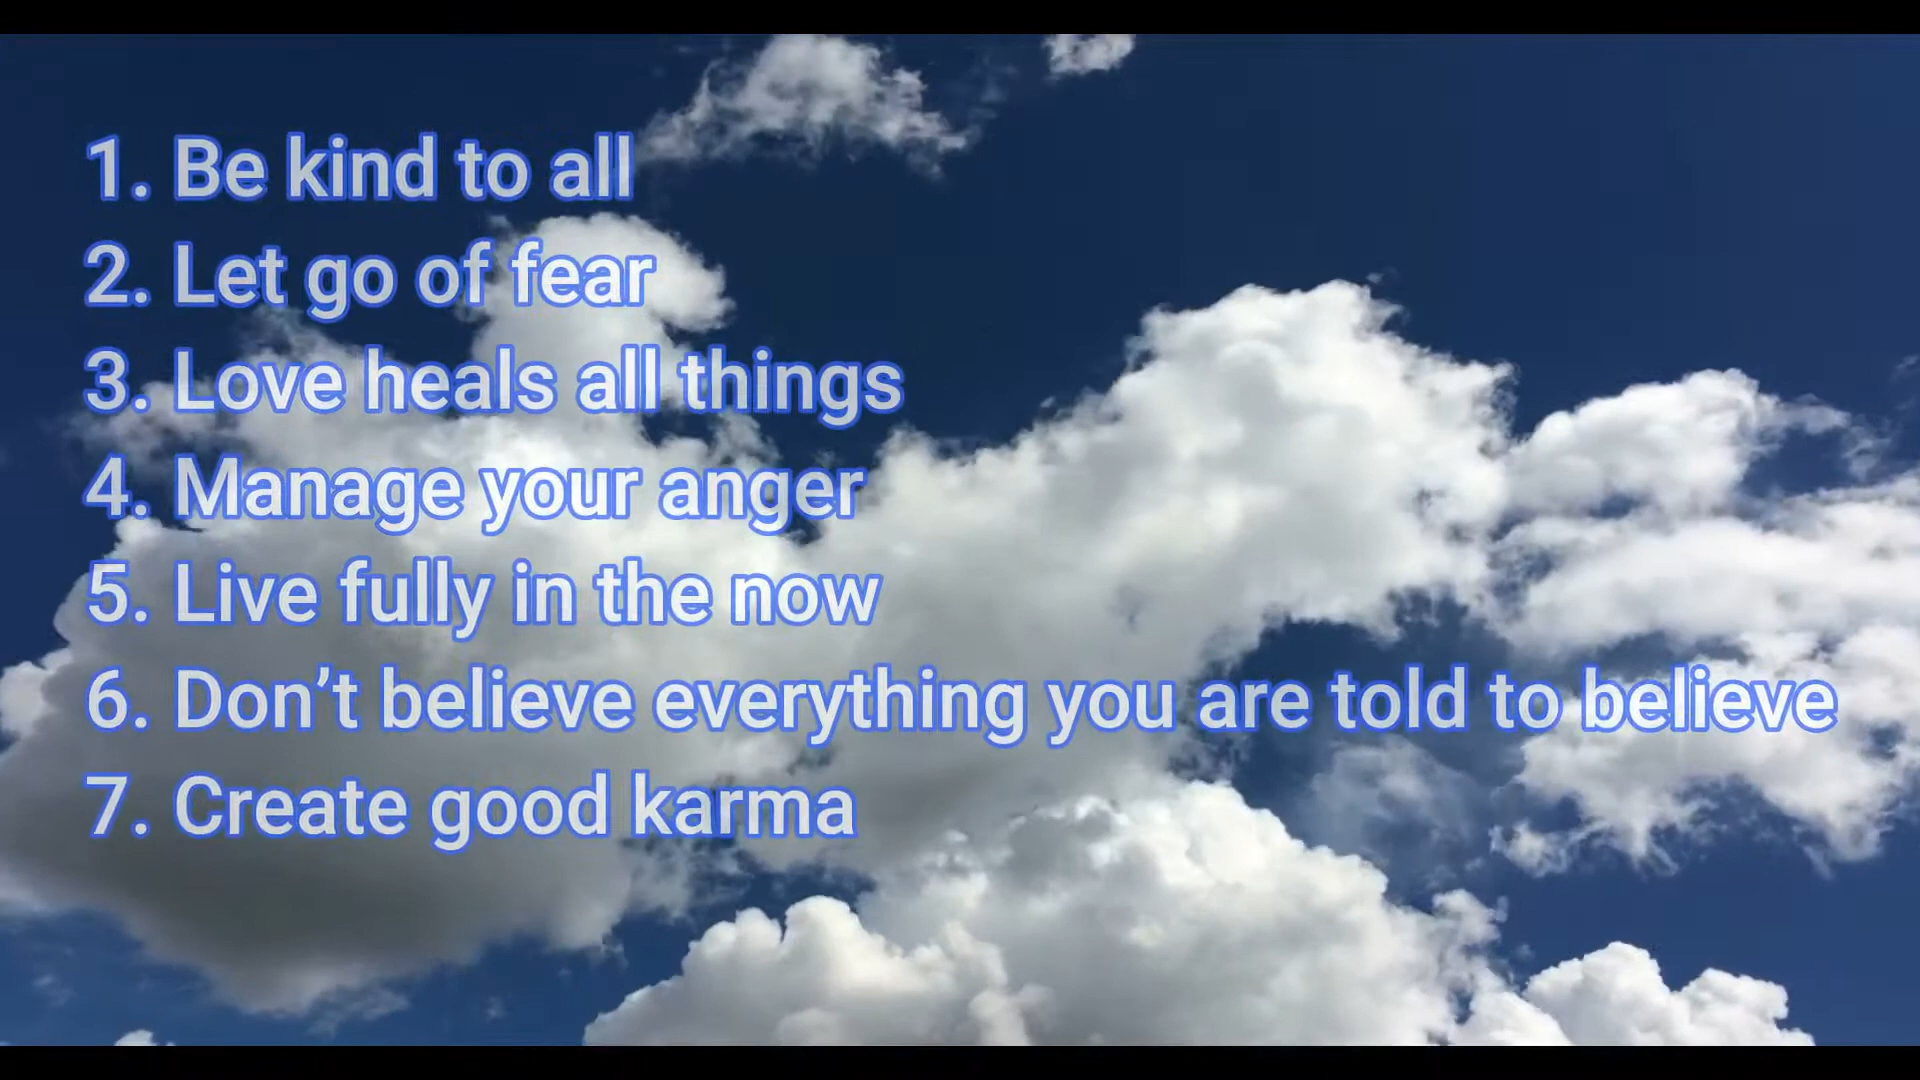 1. Be kind to all
2. Let go of fear
3. Love heals all things
4. Manage your anger
5. Live fully in the now
6. Don’t believe everything you are told to believe
7. Create good karma